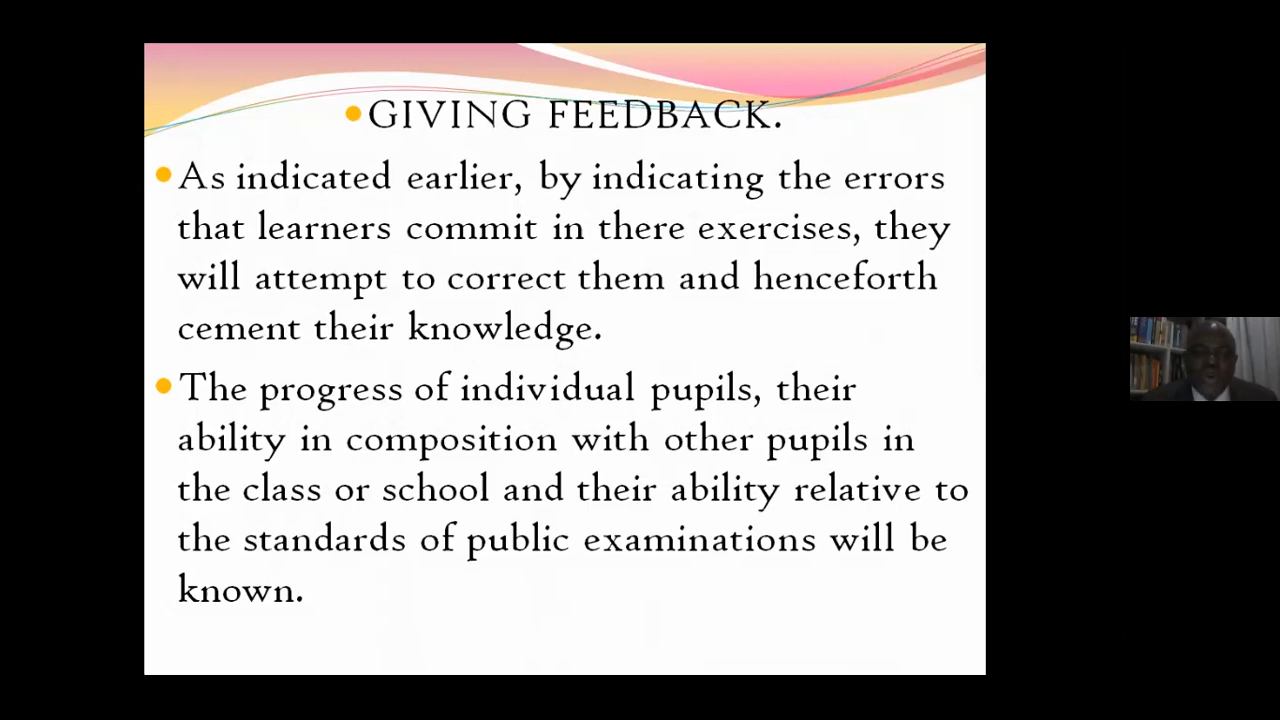 GIVING FEEDBACK.
As indicated earlier, by indicating the errors
that learners commit in there exercises, they
will attempt to correct them and henceforth
cement their knowledge.
The progress of individual pupils, their
ability in composition with other pupils in
the class or school and their ability relative to
the standards of public examinations will be
known.